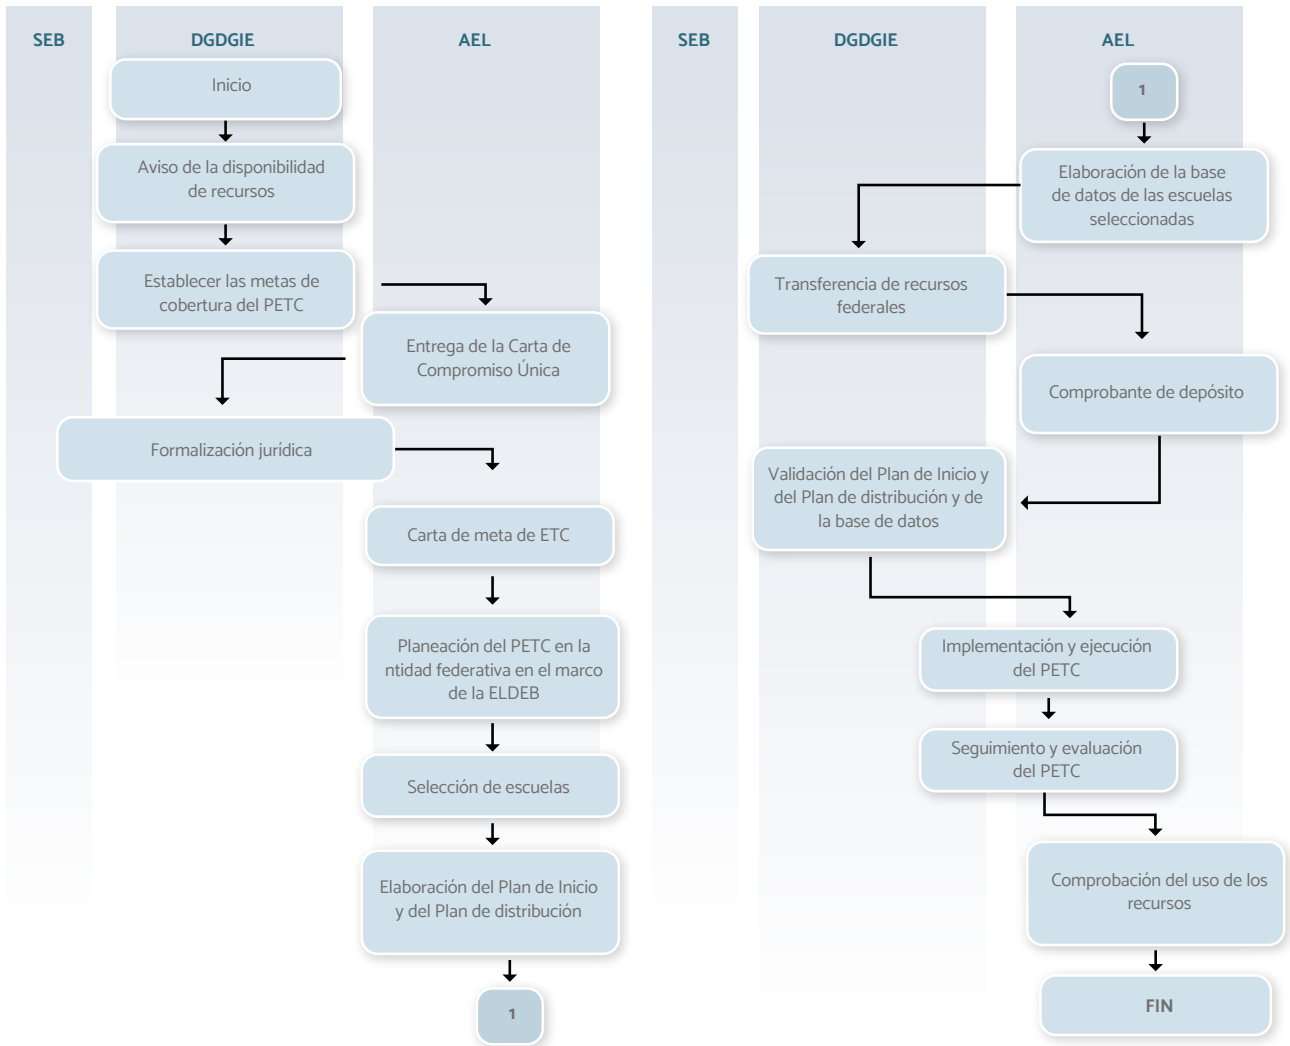 SEB
DGDGIE
AEL
Inicio
Aviso de la disponibilidad
de recursos
Establecer las metas de
cobertura del PETC
Entrega de la Carta de
Compromiso Única
Formalización jurídica
Carta de meta de ETC
Planeación del PETC en la
ntidad federativa en el marco
de la ELDEB
Selección de escuelas
Elaboración del Plan de Inicio
y del Plan de distribución
1
SEB
DGDGIE
AEL
1
Elaboración de la base
de datos de las escuelas
seleccionadas
Transferencia de recursos
federales
Comprobante de depósito
Validación del Plan de Inicio y
del Plan de distribución y de
la base de datos
Implementación y ejecución
del PETC
Seguimiento y evaluación
del PETC
Comprobación del uso de los
recursos
FIN